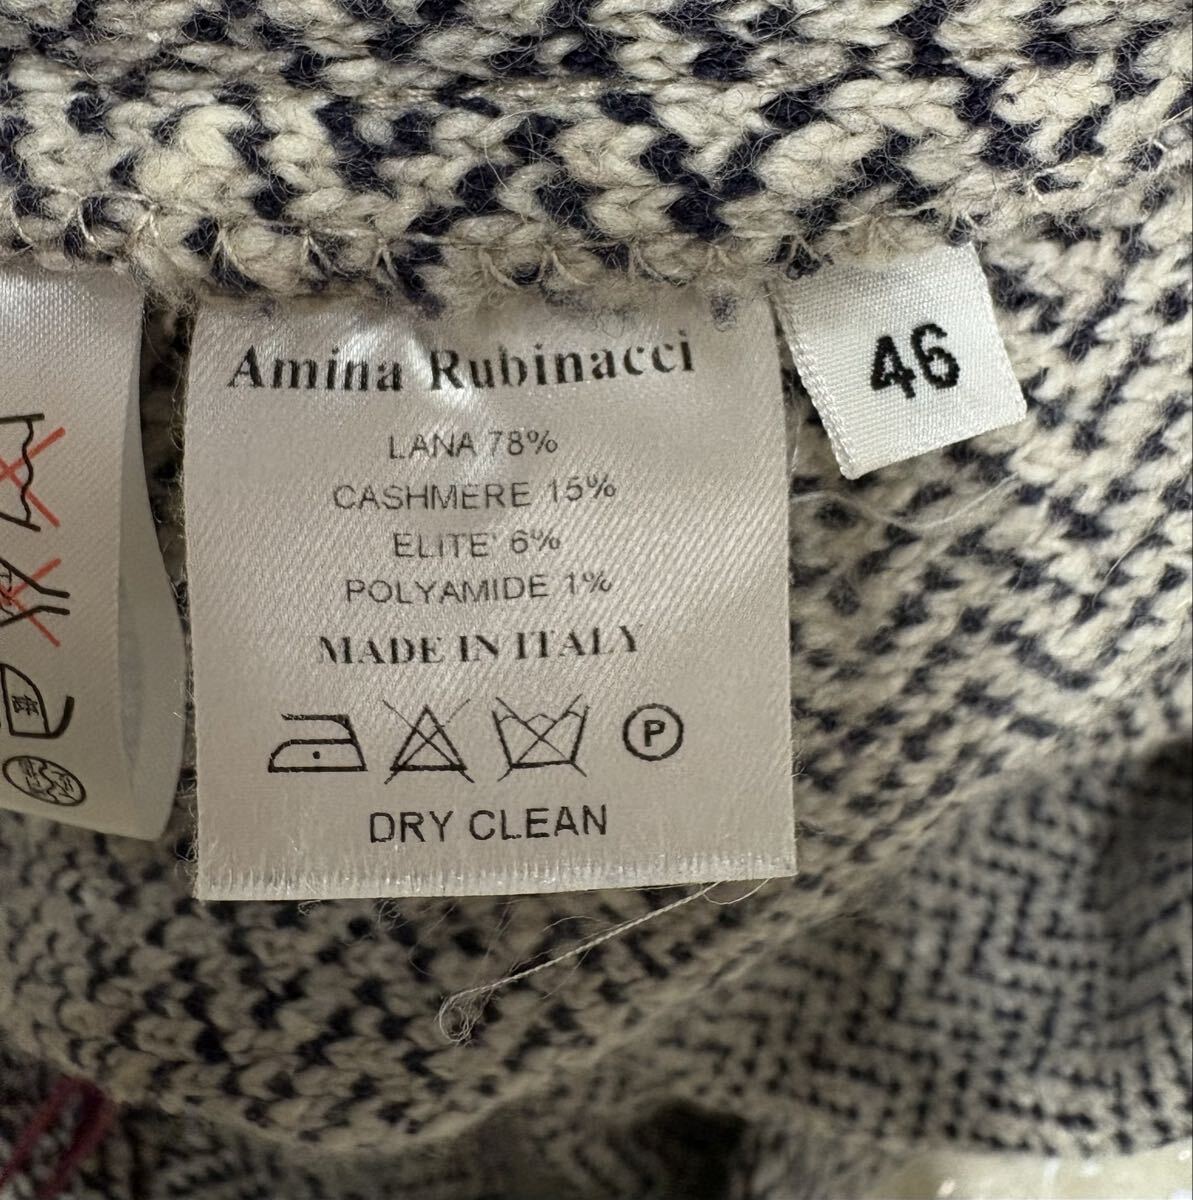 Amina Rubinacci
LANA 78%
CASHMERE 15%
ELITE' 6%
POLYAMIDE 1%
MADE IN ITALY
P
DRY CLEAN
46